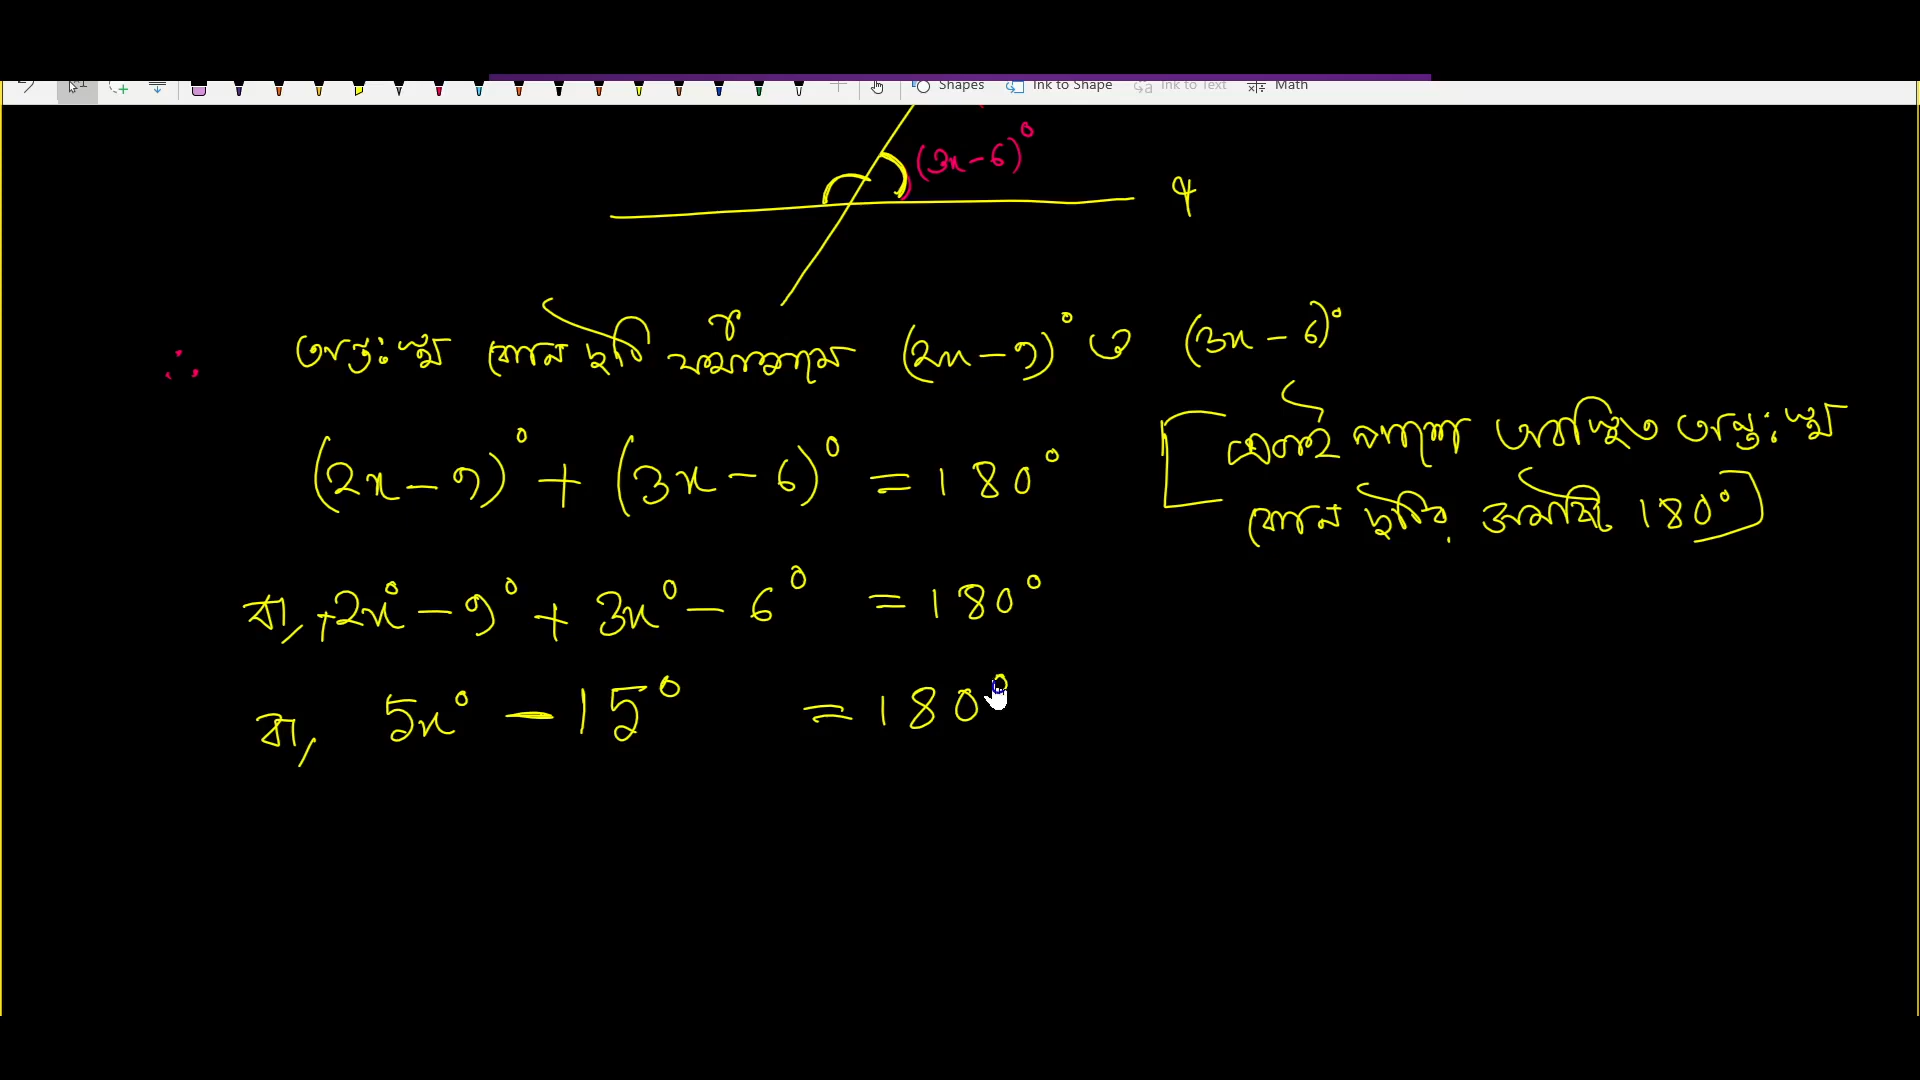 Shapes Ink to Shape Ink to Text Math
(3x-6)°
∴ অন্তঃস্থ কোন দুটি যথাক্রমে (2x-9)° ও (3x-6)°
(2x-9)° + (3x-6)° = 180° [একই পাশে অবস্থিত অন্তঃস্থ
কোন দুটির সমষ্টি 180°]
বা, +2x° - 9° + 3x° - 6° = 180°
বা, 5x° - 15° = 180°